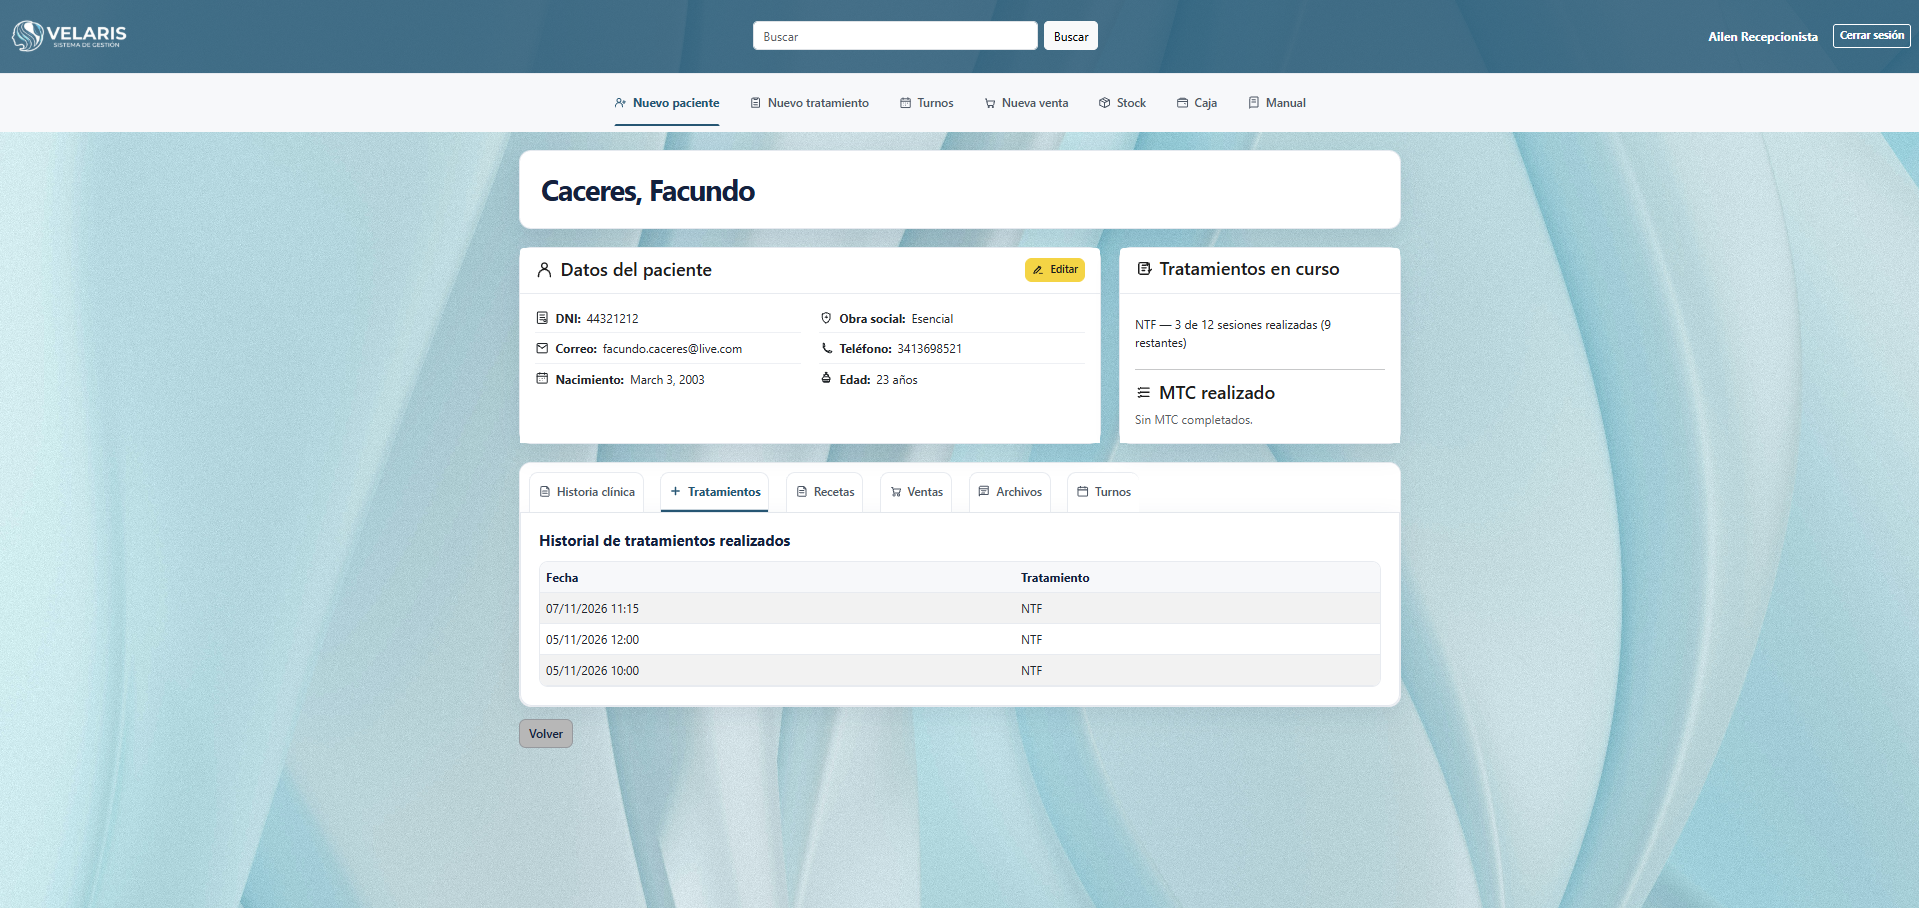 VELARIS
SISTEMA DE GESTIÓN
Buscar
Buscar
Ailen Recepcionista
Cerrar sesión
Nuevo paciente
Nuevo tratamiento
Turnos
Nueva venta
Stock
Caja
Manual
Caceres, Facundo
Datos del paciente
Editar
DNI: 44321212
Obra social: Esencial
Correo: facundo.caceres@live.com
Teléfono: 3413698521
Nacimiento: March 3, 2003
Edad: 23 años
Tratamientos en curso
NTF — 3 de 12 sesiones realizadas (9
restantes)
MTC realizado
Sin MTC completados.
Historia clínica
Tratamientos
Recetas
Ventas
Archivos
Turnos
Historial de tratamientos realizados
Fecha Tratamiento
07/11/2026 11:15 NTF
05/11/2026 12:00 NTF
05/11/2026 10:00 NTF
Volver